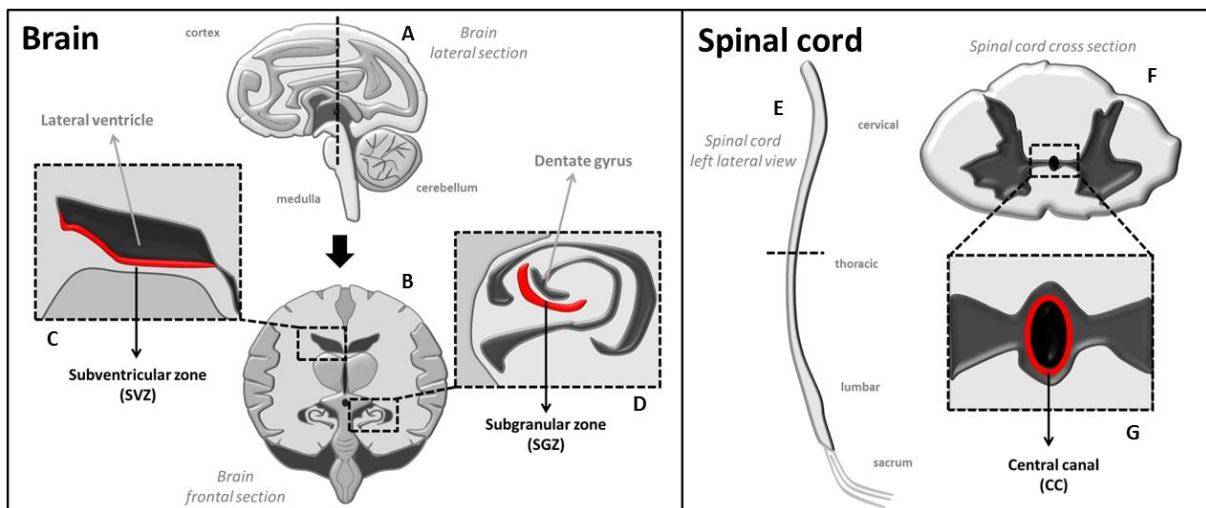 Brain
cortex
A
Brain
lateral section
Lateral ventricle
Dentate gyrus
medulla
cerebellum
B
C
Subventricular zone
(SVZ)
D
Subgranular zone
(SGZ)
Brain
frontal section
Spinal cord
Spinal cord cross section
E
F
cervical
Spinal cord
left lateral view
thoracic
lumbar
G
sacrum
Central canal
(CC)